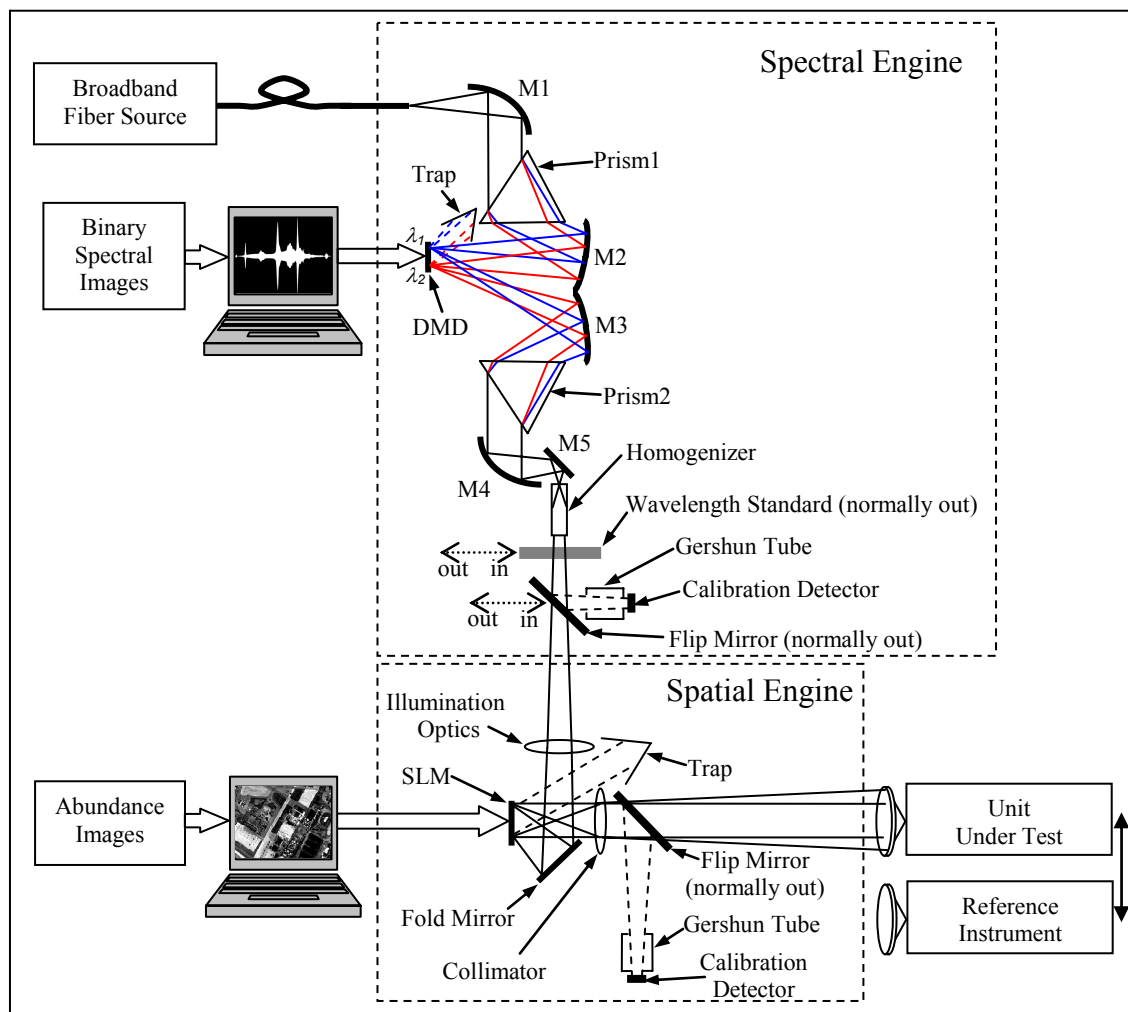 Spectral Engine
Broadband
Fiber Source
M1
Prism1
Trap
Binary
Spectral
Images
λ1
λ2
DMD
M2
M3
Prism2
M5
M4
Homogenizer
Wavelength Standard (normally out)
out in
Gershun Tube
Calibration Detector
out in
Flip Mirror (normally out)
Spatial Engine
Illumination
Optics
Trap
SLM
Abundance
Images
Unit
Under Test
Flip Mirror
(normally out)
Fold Mirror
Collimator
Reference
Instrument
Gershun Tube
Calibration
Detector